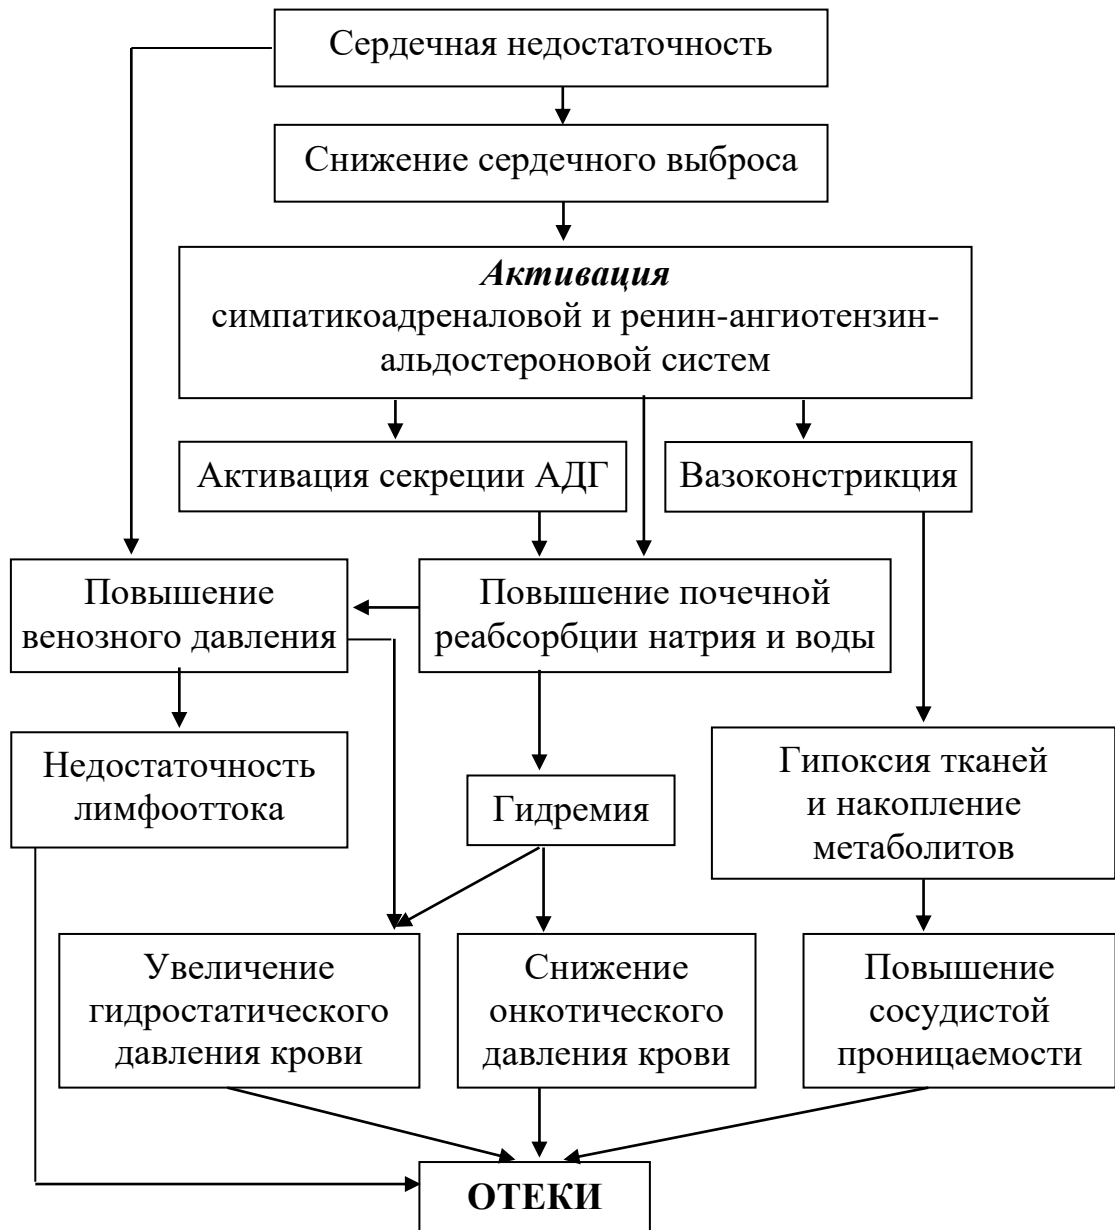 Сердечная недостаточность
Снижение сердечного выброса
Активация
симпатикоадреналовой и ренин-ангиотензин-
альдостероновой систем
Активация секреции АДГ
Вазоконстрикция
Повышение
венозного давления
Повышение почечной
реабсорбции натрия и воды
Недостаточность
лимфооттока
Гидремия
Гипоксия тканей
и накопление
метаболитов
Увеличение
гидростатического
давления крови
Снижение
онкотического
давления крови
Повышение
сосудистой
проницаемости
ОТЕКИ